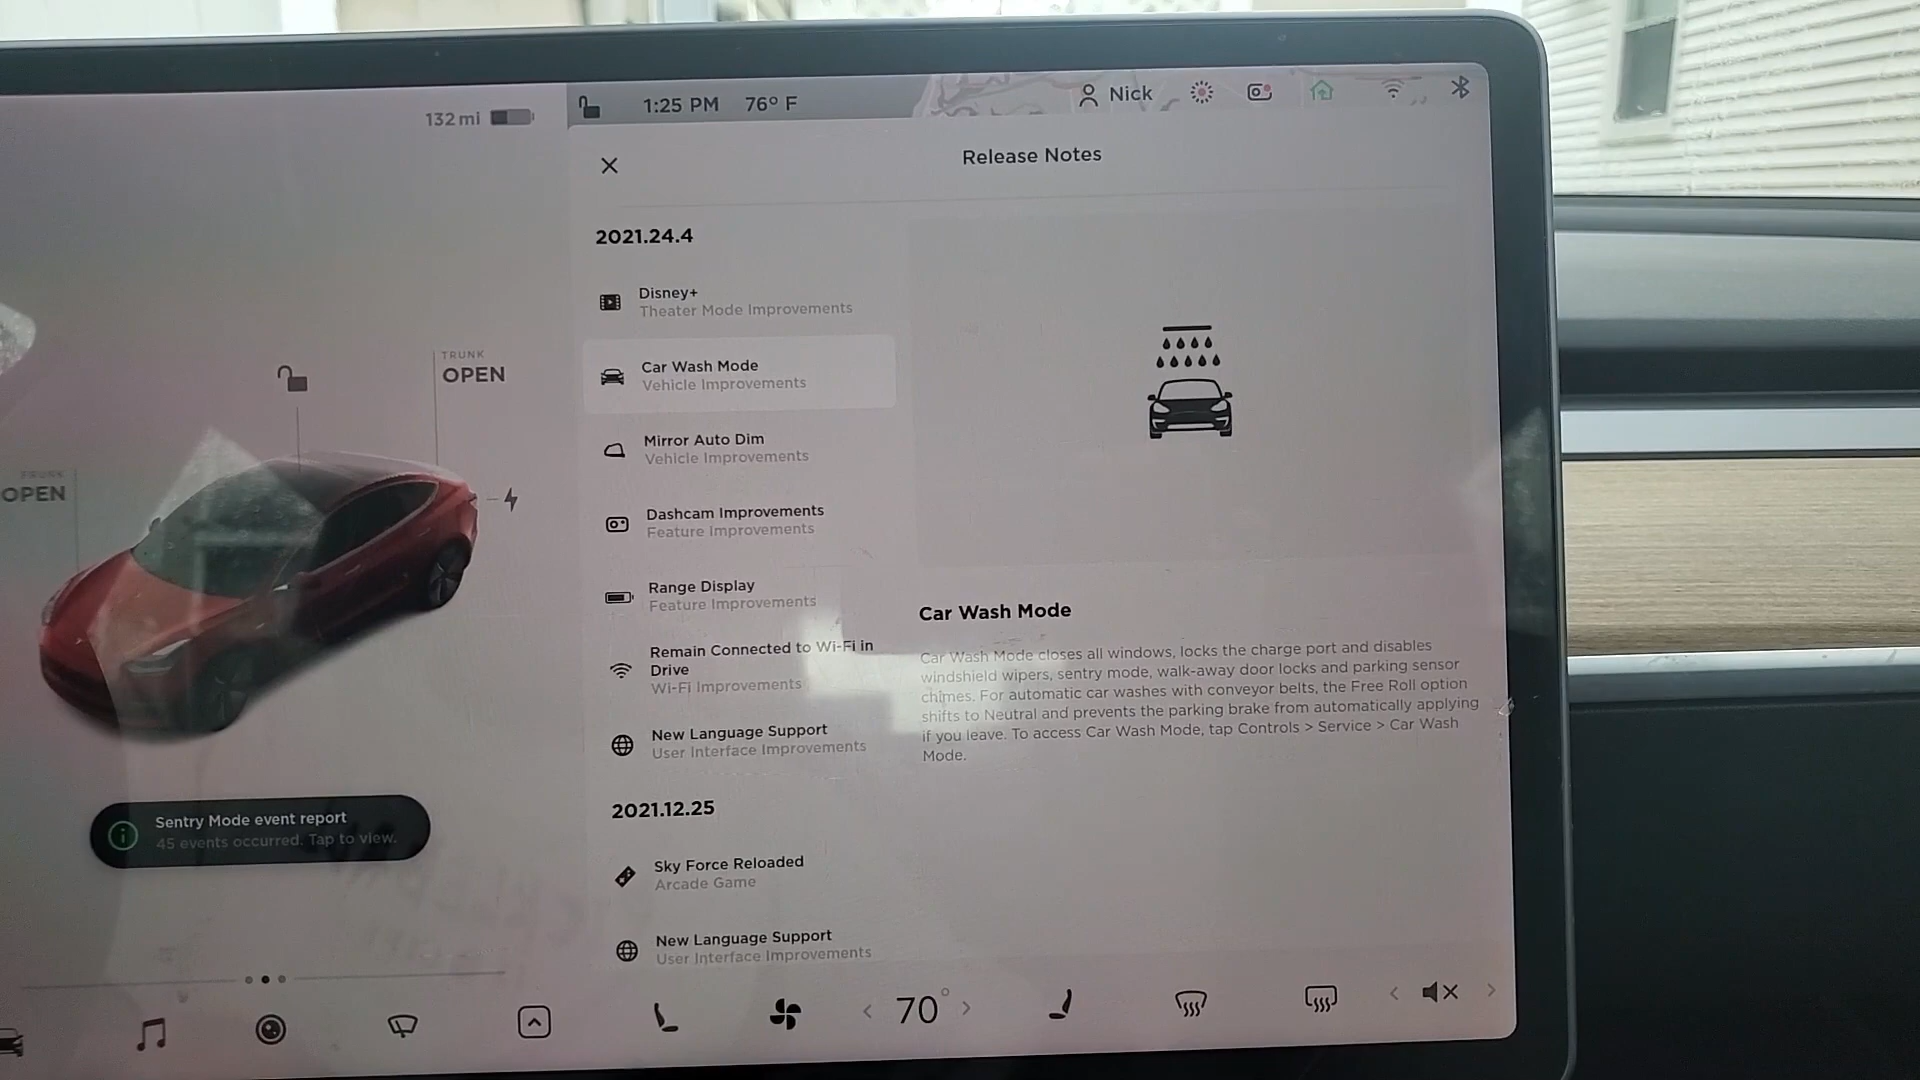 132 mi
1:25 PM 76° F
Nick
Release Notes
TRUNK
OPEN
FRUNK
OPEN
Sentry Mode event report
45 events occurred. Tap to view.
2021.24.4
Disney+
Theater Mode Improvements
Car Wash Mode
Vehicle Improvements
Mirror Auto Dim
Vehicle Improvements
Dashcam Improvements
Feature Improvements
Range Display
Feature Improvements
Remain Connected to Wi-Fi in
Drive
Wi-Fi Improvements
New Language Support
User Interface Improvements
2021.12.25
Sky Force Reloaded
Arcade Game
New Language Support
User Interface Improvements
Car Wash Mode
Car Wash Mode closes all windows, locks the charge port and disables
windshield wipers, sentry mode, walk-away door locks and parking sensor
chimes. For automatic car washes with conveyor belts, the Free Roll option
shifts to Neutral and prevents the parking brake from automatically applying
if you leave. To access Car Wash Mode, tap Controls > Service > Car Wash
Mode.
70°